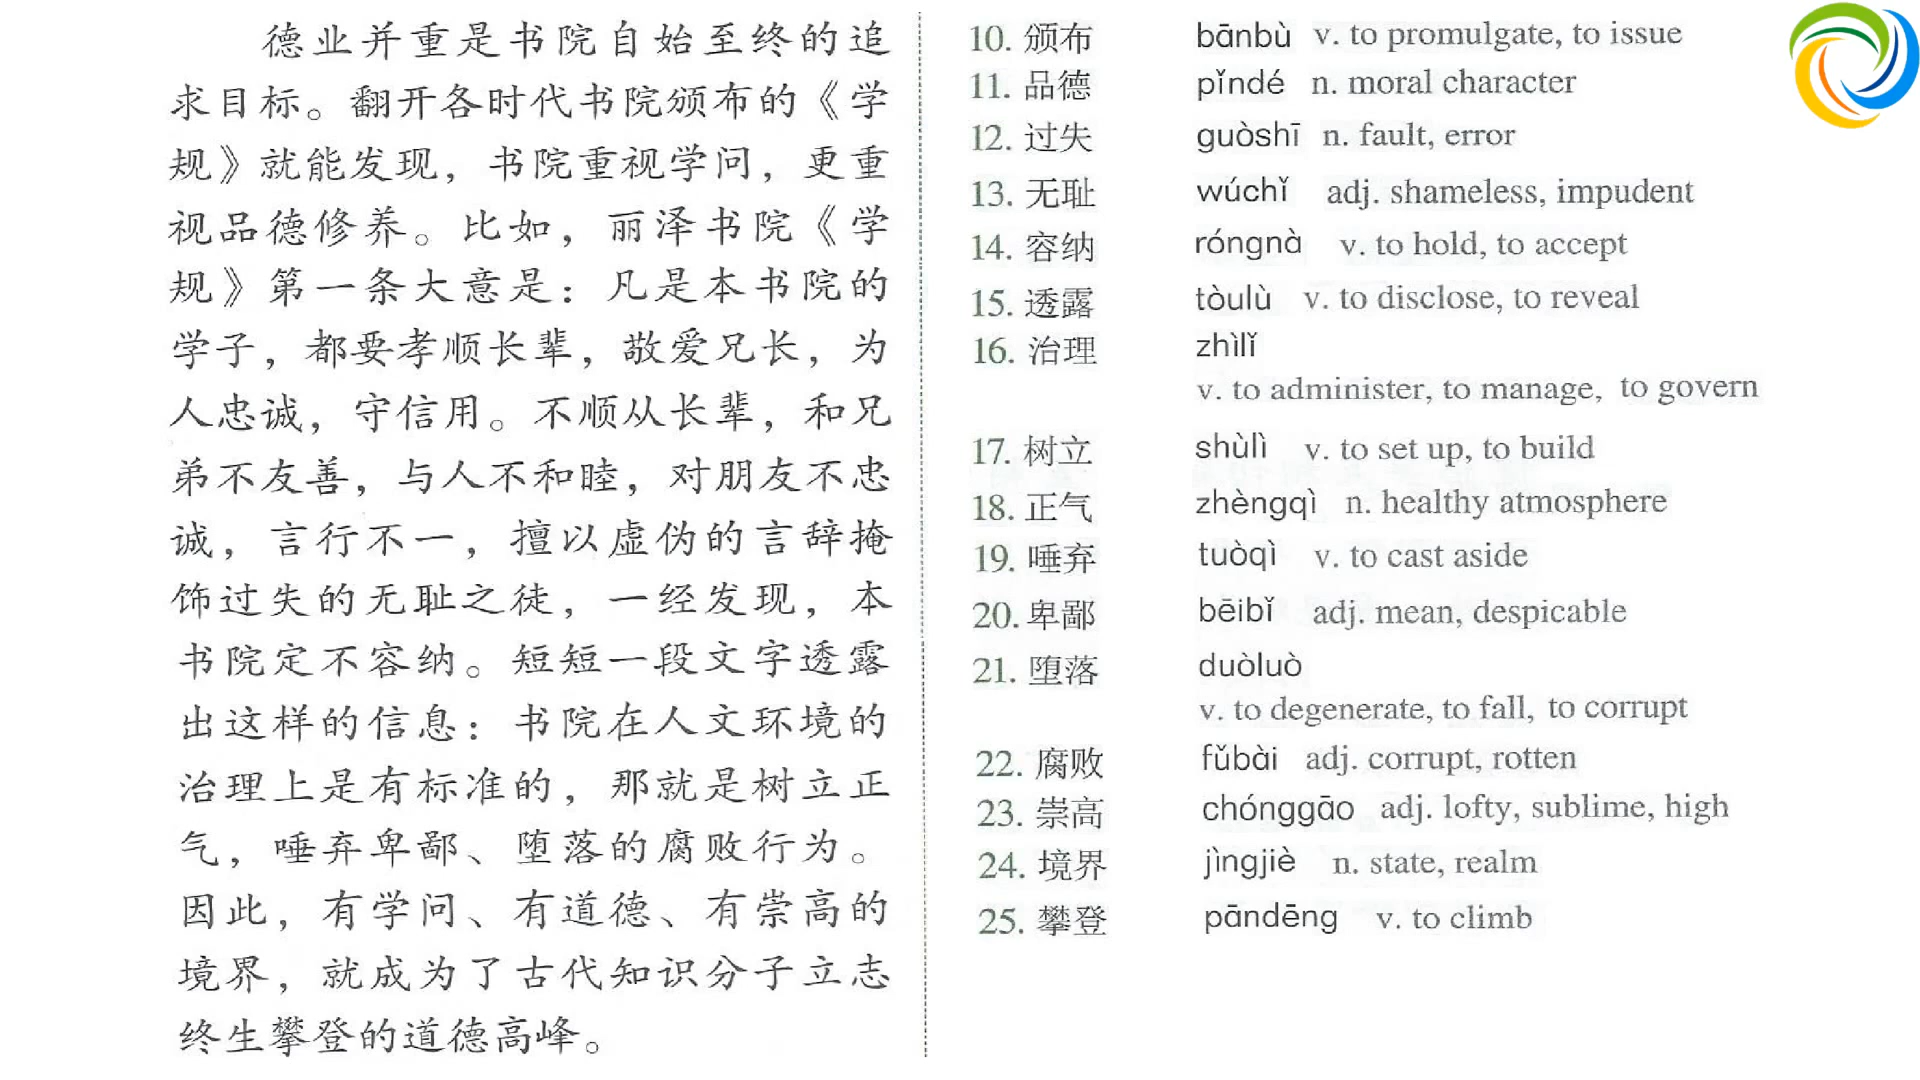 德业并重是书院自始至终的追
求目标。翻开各时代书院颁布的《学
规》就能发现，书院重视学问，更重
视品德修养。比如，丽泽书院《学
规》第一条大意是：凡是本书院的
学子，都要孝顺长辈，敬爱兄长，为
人忠诚，守信用。不顺从长辈，和兄
弟不友善，与人不和睦，对朋友不忠
诚，言行不一，擅以虚伪的言辞掩
饰过失的无耻之徒，一经发现，本
书院定不容纳。短短一段文字透露
出这样的信息：书院在人文环境的
治理上是有标准的，那就是树立正
气，唾弃卑鄙、堕落的腐败行为。
因此，有学问、有道德、有崇高的
境界，就成为了古代知识分子立志
终生攀登的道德高峰。
10. 颁布 bānbù v. to promulgate, to issue
11. 品德 pǐndé n. moral character
12. 过失 guòshī n. fault, error
13. 无耻 wúchǐ adj. shameless, impudent
14. 容纳 róngnà v. to hold, to accept
15. 透露 tòulù v. to disclose, to reveal
16. 治理 zhìlǐ
v. to administer, to manage, to govern
17. 树立 shùlì v. to set up, to build
18. 正气 zhèngqì n. healthy atmosphere
19. 唾弃 tuòqì v. to cast aside
20. 卑鄙 bēibǐ adj. mean, despicable
21. 堕落 duòluò
v. to degenerate, to fall, to corrupt
22. 腐败 fǔbài adj. corrupt, rotten
23. 崇高 chónggāo adj. lofty, sublime, high
24. 境界 jìngjiè n. state, realm
25. 攀登 pāndēng v. to climb